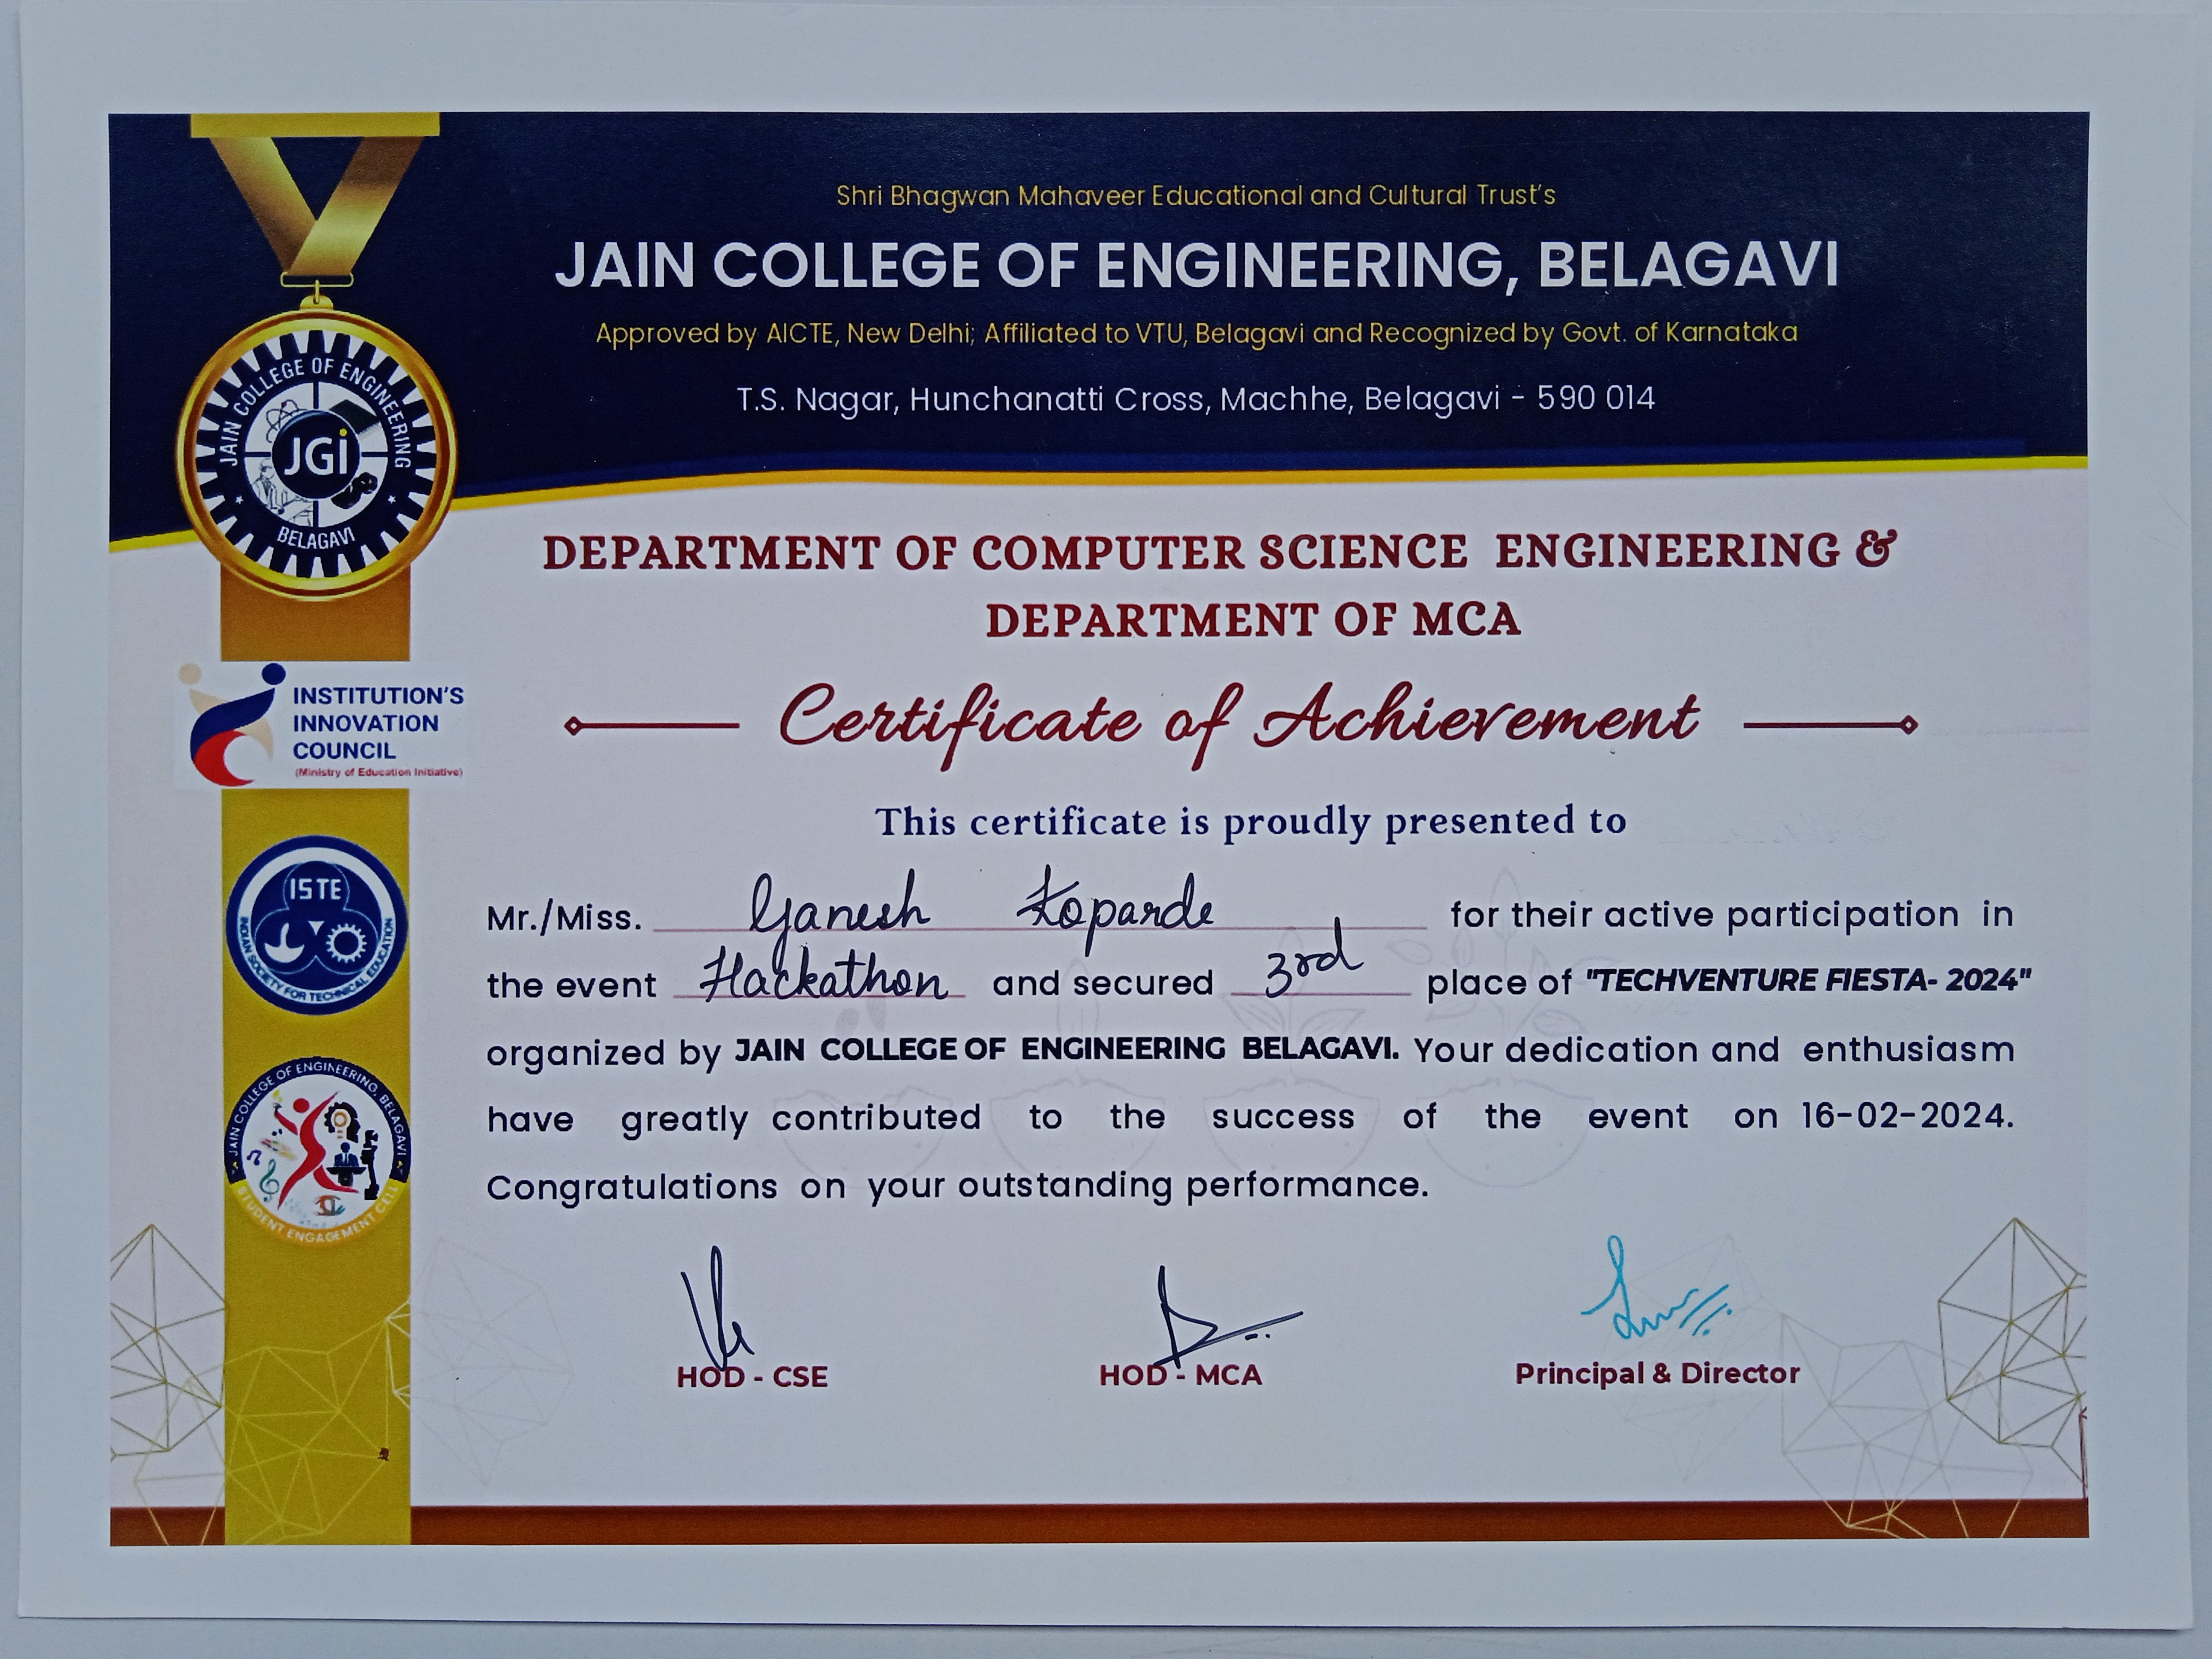 Shri Bhagwan Mahaveer Educational and Cultural Trust's
JAIN COLLEGE OF ENGINEERING, BELAGAVI
Approved by AICTE, New Delhi; Affiliated to VTU, Belagavi and Recognized by Govt. of Karnataka
T.S. Nagar, Hunchanatti Cross, Machhe, Belagavi - 590 014
JAIN COLLEGE OF ENGINEERING
JGi
BELAGAVI
DEPARTMENT OF COMPUTER SCIENCE ENGINEERING &
DEPARTMENT OF MCA
INSTITUTION'S
INNOVATION
COUNCIL
(Ministry of Education Initiative)
Certificate of Achievement
This certificate is proudly presented to
ISTE
INDIAN SOCIETY FOR TECHNICAL EDUCATION
Mr./Miss. Ganesh Koparde for their active participation in
the event Hackathon and secured 3rd place of "TECHVENTURE FIESTA- 2024"
organized by JAIN COLLEGE OF ENGINEERING BELAGAVI. Your dedication and enthusiasm
have greatly contributed to the success of the event on 16-02-2024.
Congratulations on your outstanding performance.
JAIN COLLEGE OF ENGINEERING, BELAGAVI
STUDENT ENGAGEMENT CELL
HOD - CSE
HOD - MCA
Principal & Director